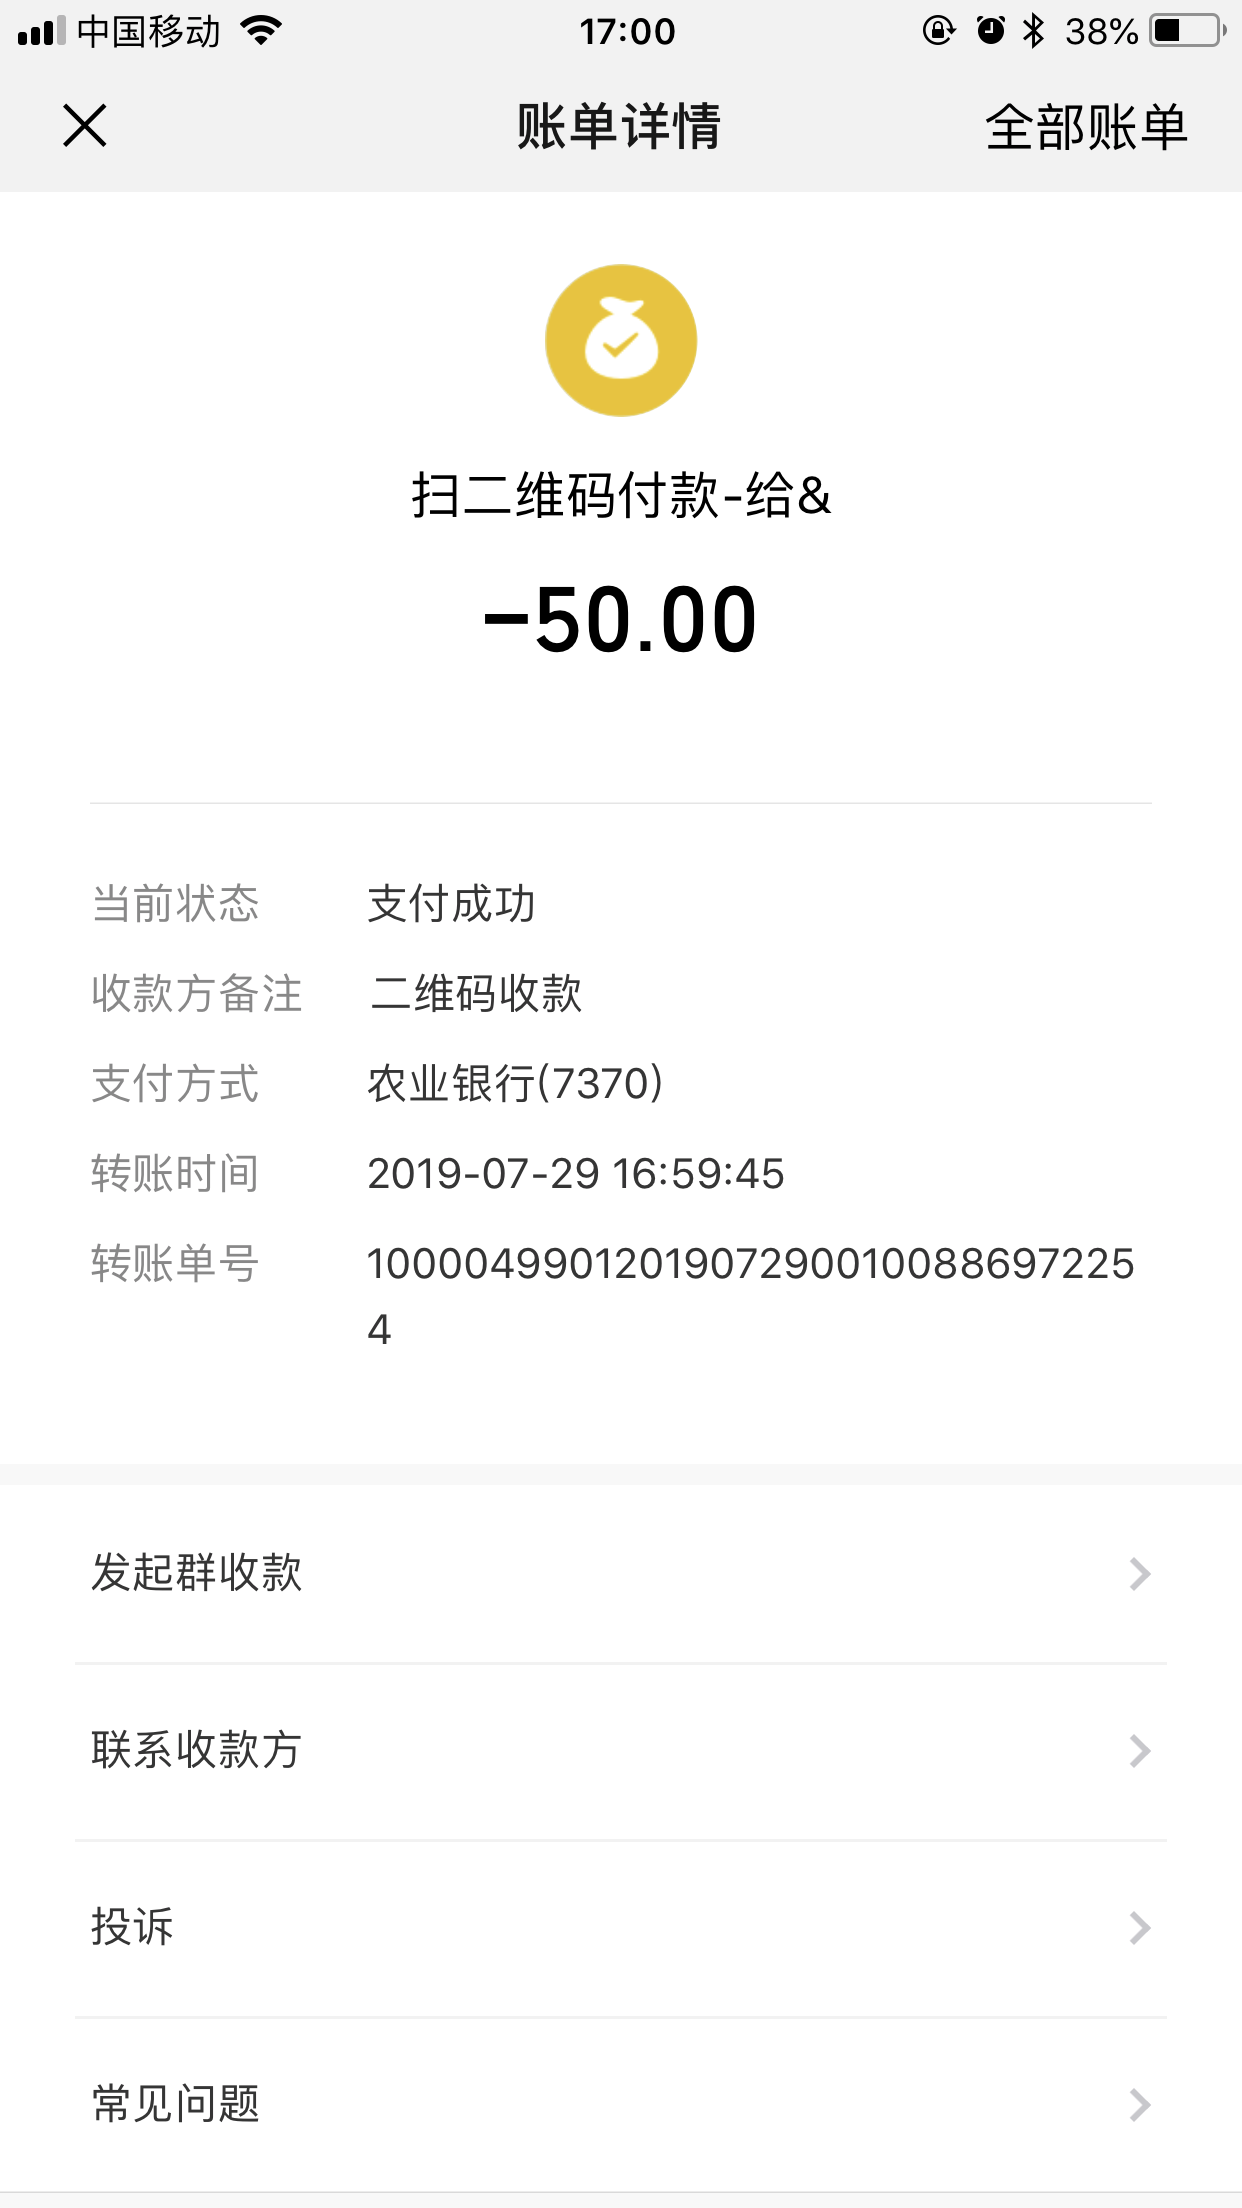 中国移动 17:00 38%
账单详情 全部账单
扫二维码付款-给&
-50.00
当前状态 支付成功
收款方备注 二维码收款
支付方式 农业银行(7370)
转账时间 2019-07-29 16:59:45
转账单号 1000049901201907290010088697225
4
发起群收款
联系收款方
投诉
常见问题